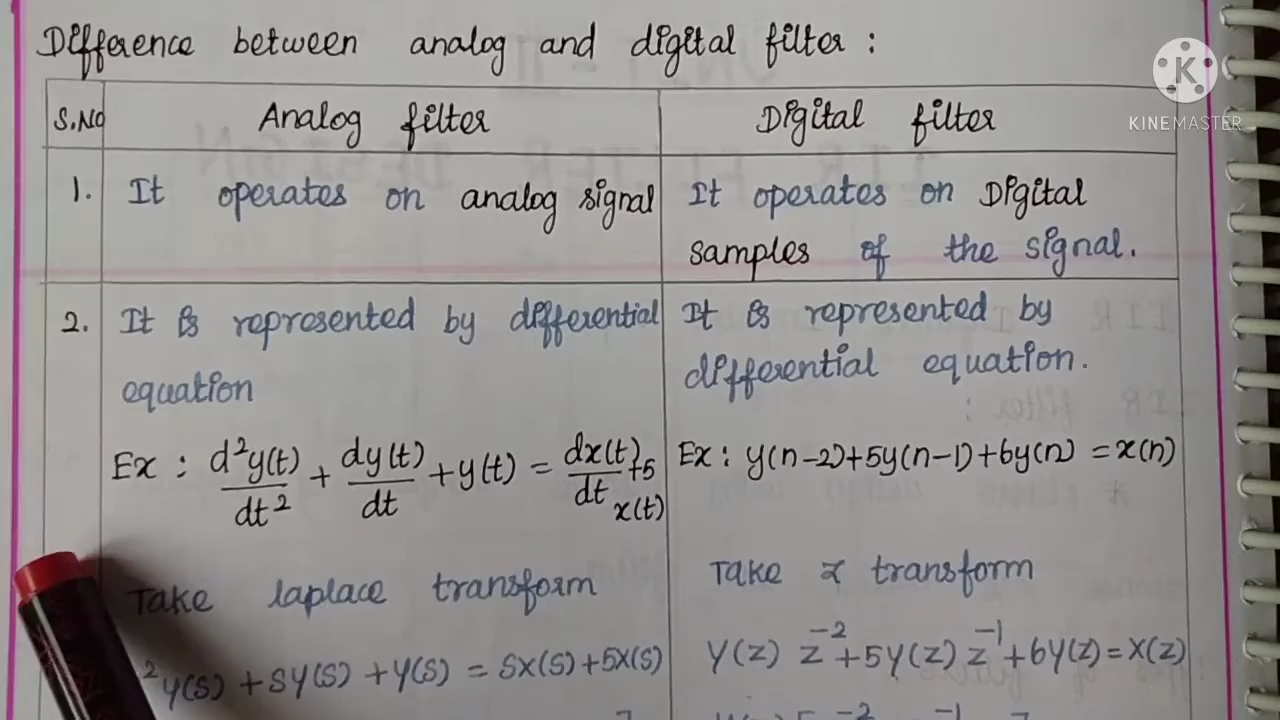 Difference between analog and digital filter :
KINEMASTER
S.No Analog filter Digital filter
1. It operates on analog signal
It operates on Digital
samples of the signal.
2. It is represented by differential
equation
Ex : d²y(t)/dt² + dy(t)/dt + y(t) = dx(t)/dt +5
x(t)
Take laplace transform
²y(s) + sy(s) + y(s) = sx(s) + 5x(s)
It is represented by
differential equation.
Ex : y(n-2)+5y(n-1)+6y(n) = x(n)
Take z transform
Y(z) z⁻²+5y(z) z⁻¹+6y(z)=x(z)